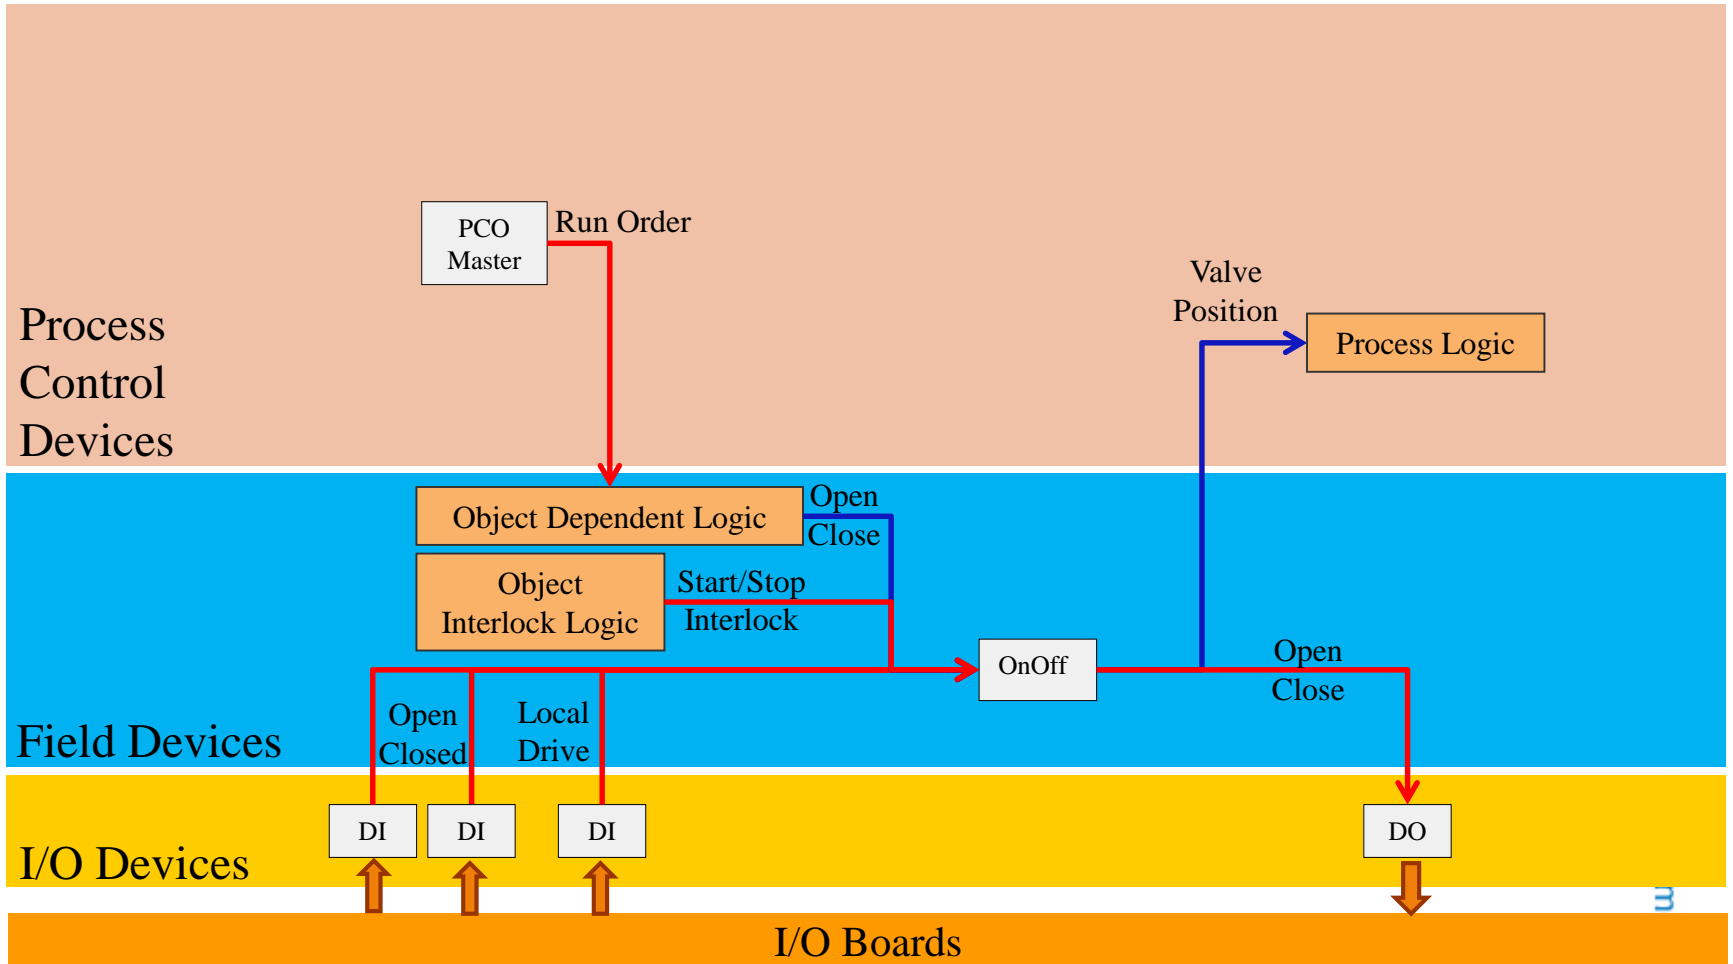 PCO
Master
Run Order
Valve
Position
Process Logic
Process
Control
Devices
Object Dependent Logic
Open
Close
Object
Interlock Logic
Start/Stop
Interlock
OnOff
Open
Close
Open
Closed
Local
Drive
Field Devices
DI
DI
DI
DO
I/O Devices
I/O Boards